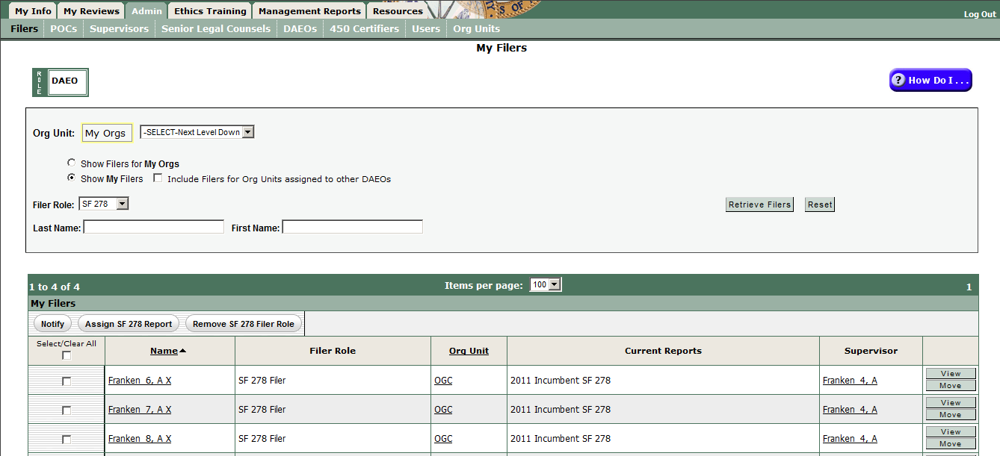 My Info My Reviews Admin Ethics Training Management Reports Resources
S OF
Log Out
Filers POCs Supervisors Senior Legal Counsels DAEOs 450 Certifiers Users Org Units
My Filers
ROLE DAEO
? How Do I . . .
Org Unit: My Orgs -SELECT-Next Level Down
Show Filers for My Orgs
Show My Filers Include Filers for Org Units assigned to other DAEOs
Filer Role: SF 278 Retrieve Filers Reset
Last Name: First Name:
1 to 4 of 4 Items per page: 100 1
My Filers
Notify Assign SF 278 Report Remove SF 278 Filer Role
Select/Clear All Name Filer Role Org Unit Current Reports Supervisor
Franken_6, A X SF 278 Filer OGC 2011 Incumbent SF 278 Franken_4, A View
Move
Franken_7, A X SF 278 Filer OGC 2011 Incumbent SF 278 Franken_4, A View
Move
Franken_8, A X SF 278 Filer OGC 2011 Incumbent SF 278 Franken_4, A View
Move